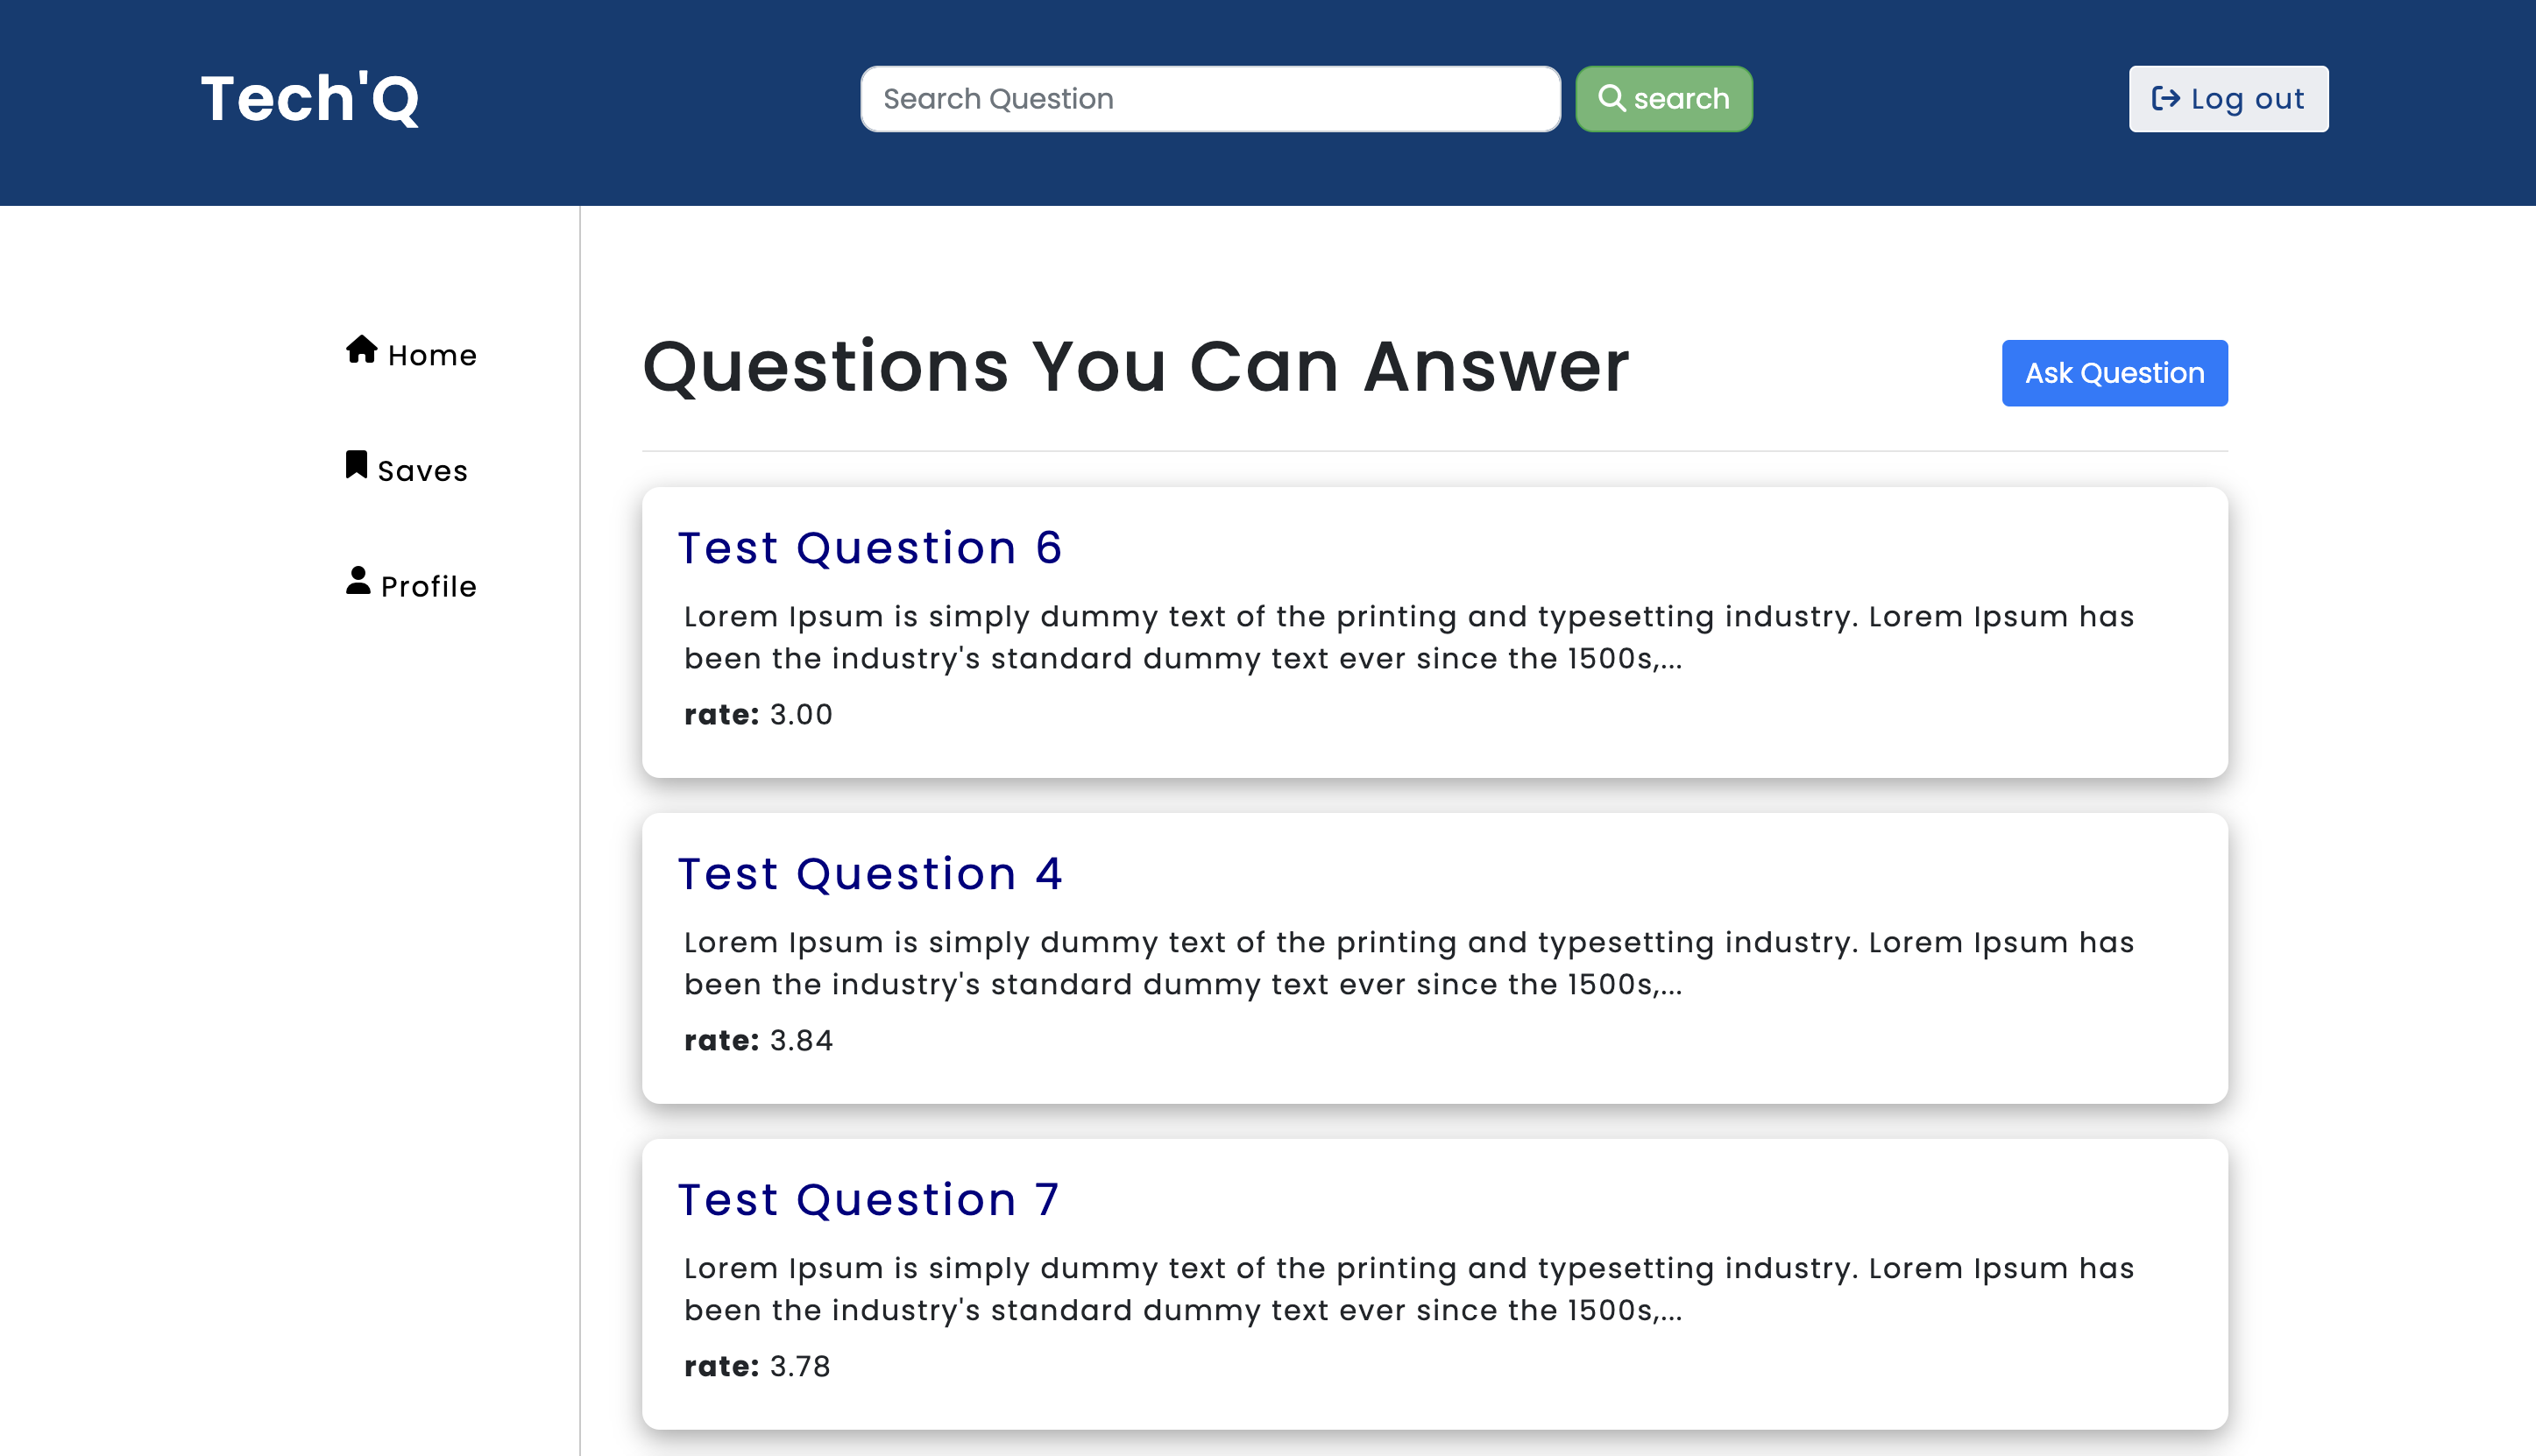 Tech'Q
Search Question
search
Log out
Home
Saves
Profile
Questions You Can Answer
Ask Question
Test Question 6
Lorem Ipsum is simply dummy text of the printing and typesetting industry. Lorem Ipsum has
been the industry's standard dummy text ever since the 1500s,...
rate: 3.00
Test Question 4
Lorem Ipsum is simply dummy text of the printing and typesetting industry. Lorem Ipsum has
been the industry's standard dummy text ever since the 1500s,...
rate: 3.84
Test Question 7
Lorem Ipsum is simply dummy text of the printing and typesetting industry. Lorem Ipsum has
been the industry's standard dummy text ever since the 1500s,...
rate: 3.78